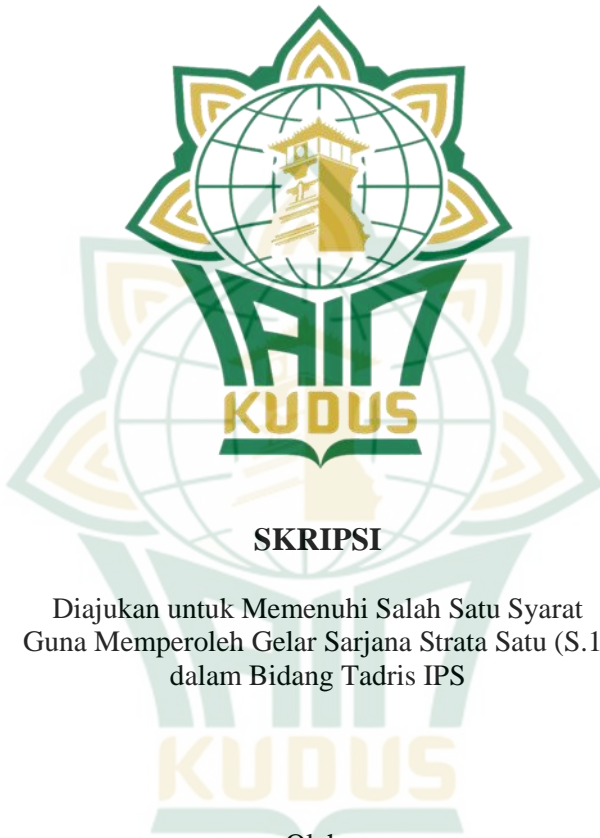 IAIN
KUDUS
SKRIPSI
Diajukan untuk Memenuhi Salah Satu Syarat
Guna Memperoleh Gelar Sarjana Strata Satu (S.1
dalam Bidang Tadris IPS
KUDUS